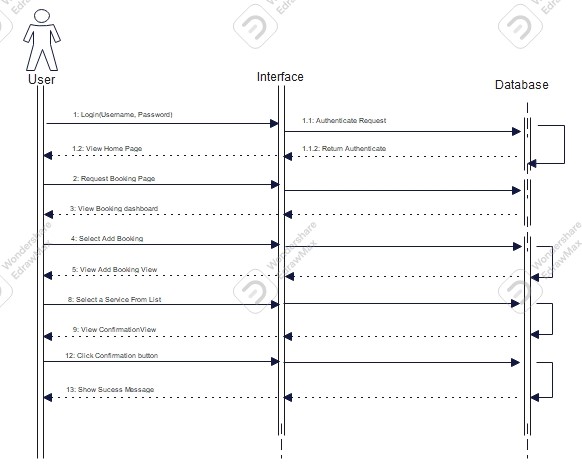 Wondershare
EdrawMax
User
Interface
Database
1: Login(Username, Password)
1.1: Authenticate Request
1.2: View Home Page
1.1.2: Return Authenticate
2: Request Booking Page
3: View Booking dashboard
4: Select Add Booking
Wondershare
EdrawMax
Wondershare
EdrawMax
Wondershare
EdrawMax
5: View Add Booking View
8: Select a Service From List
9: View ConfirmationView
12: Click Confirmation button
13: Show Sucess Message